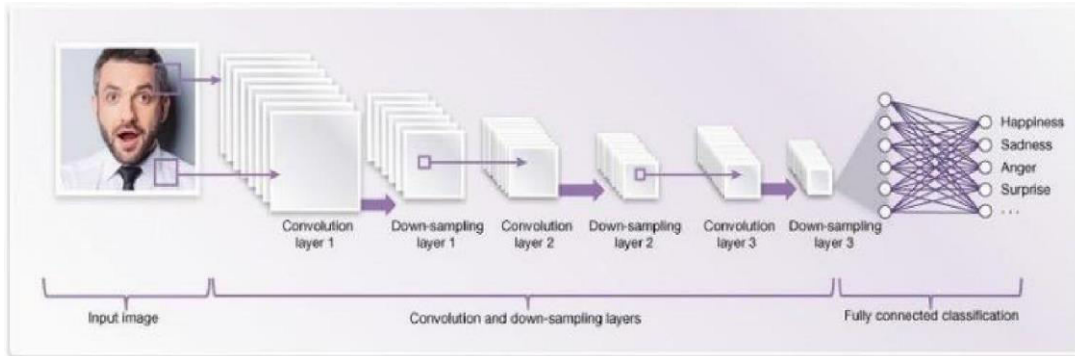 Happiness
Sadness
Anger
Surprise
...
Convolution
layer 1
Down-sampling
layer 1
Convolution
layer 2
Down-sampling
layer 2
Convolution
layer 3
Down-sampling
layer 3
Input image
Convolution and down-sampling layers
Fully connected classification